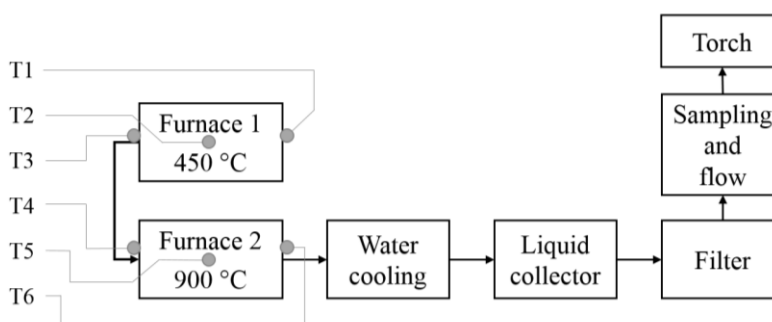 T1
T2
T3
T4
T5
T6
Furnace 1
450 °C
Furnace 2
900 °C
Water
cooling
Liquid
collector
Filter
Sampling
and
flow
Torch